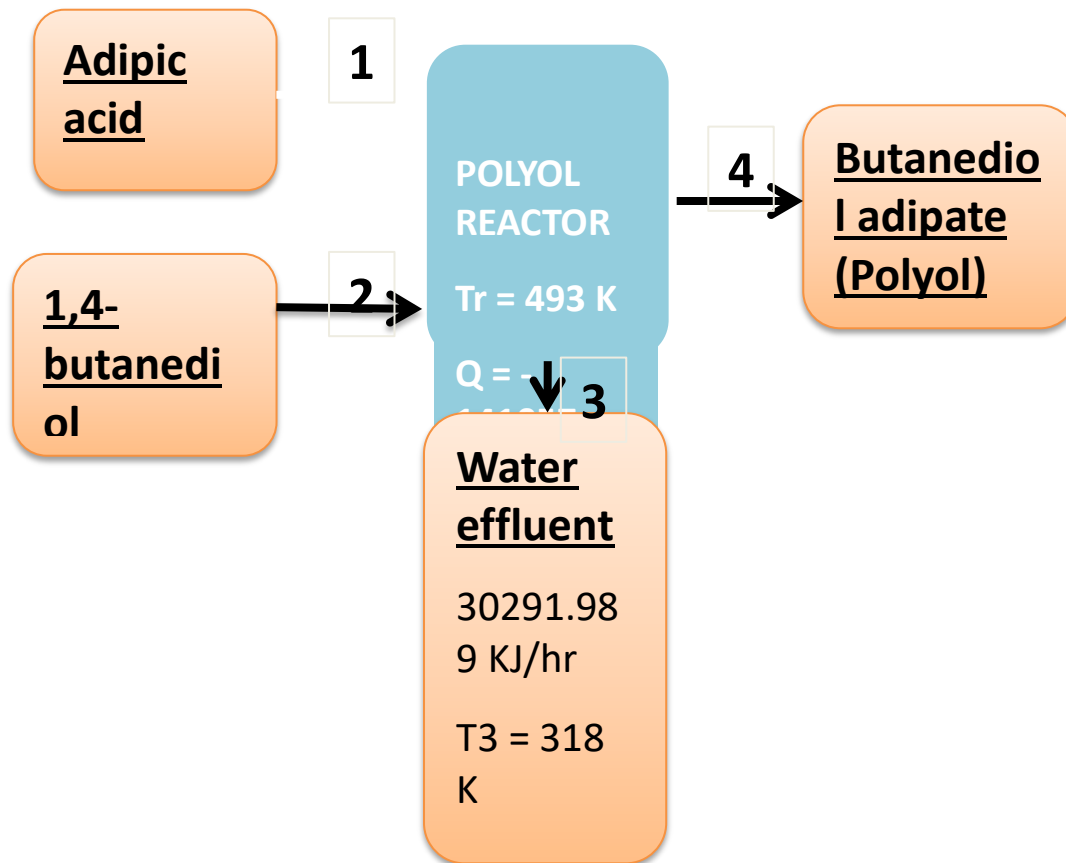 Adipic
acid
1
POLYOL
REACTOR
Tr = 493 K
Q = -
4
Butanedio
l adipate
(Polyol)
1,4-
butanedi
ol
2
3
Water
effluent
30291.98
9 KJ/hr
T3 = 318
K